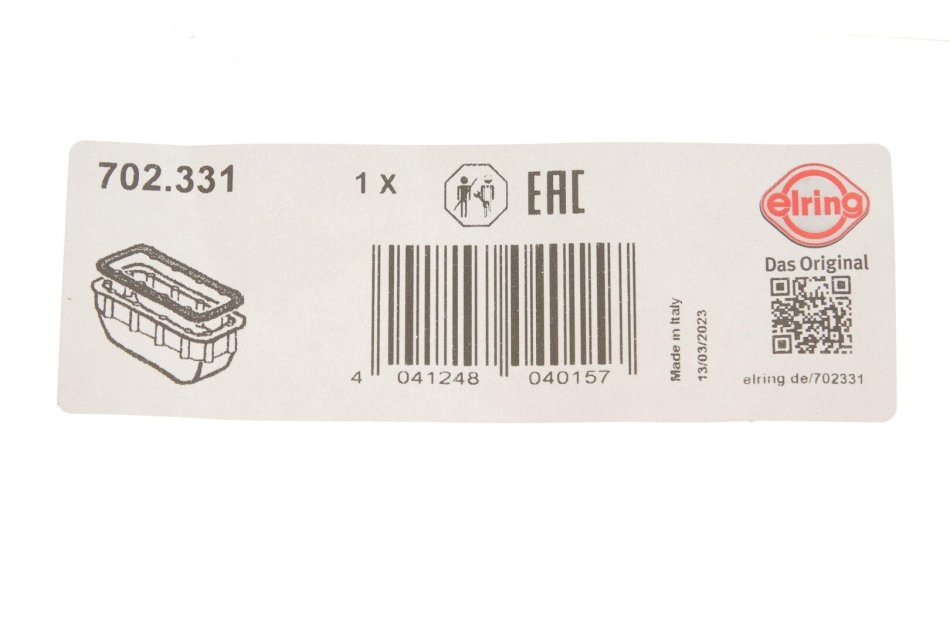 702.331
1 X
EAC
elring
Das Original
4 041248 040157
Made in Italy
13/03/2023
elring.de/702331